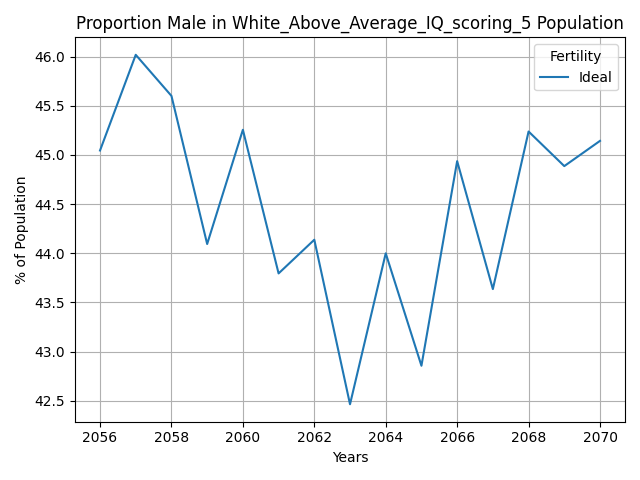 Proportion Male in White_Above_Average_IQ_scoring_5 Population
Fertility
Ideal
46.0
45.5
45.0
44.5
44.0
43.5
43.0
42.5
% of Population
2056 2058 2060 2062 2064 2066 2068 2070
Years